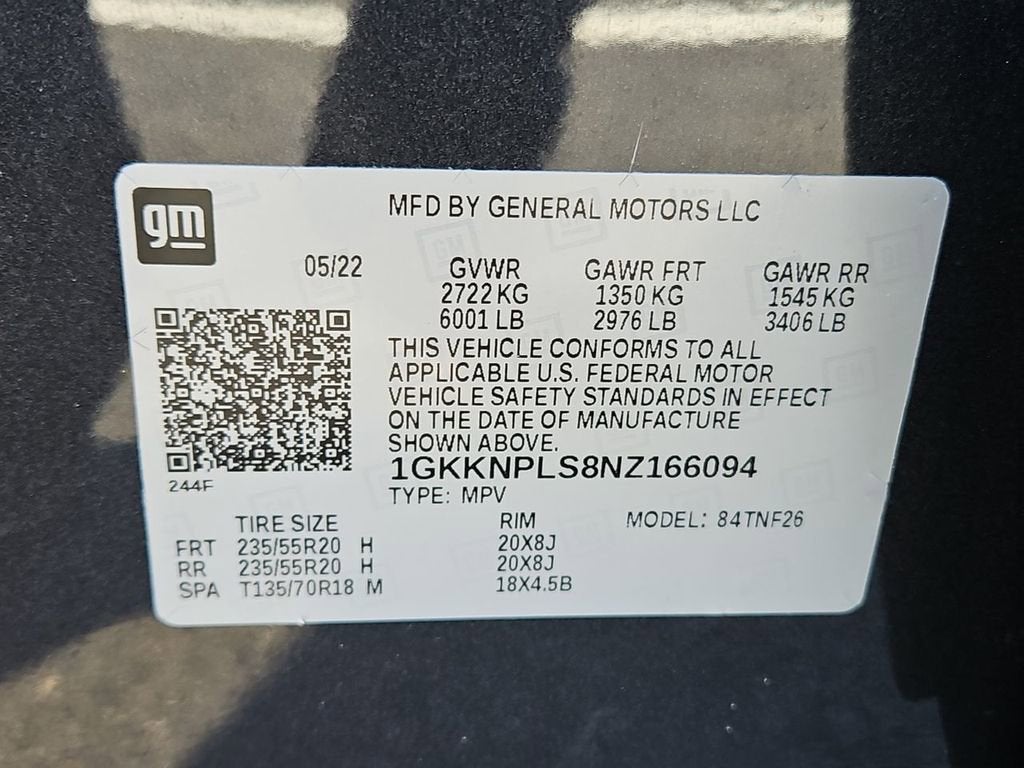 gm
MFD BY GENERAL MOTORS LLC
05/22 GVWR GAWR FRT GAWR RR
2722 KG 1350 KG 1545 KG
6001 LB 2976 LB 3406 LB
THIS VEHICLE CONFORMS TO ALL
APPLICABLE U.S. FEDERAL MOTOR
VEHICLE SAFETY STANDARDS IN EFFECT
ON THE DATE OF MANUFACTURE
SHOWN ABOVE.
1GKKNPLS8NZ166094
244F
TYPE: MPV
TIRE SIZE RIM MODEL: 84TNF26
FRT 235/55R20 H 20X8J
RR 235/55R20 H 20X8J
SPA T135/70R18 M 18X4.5B